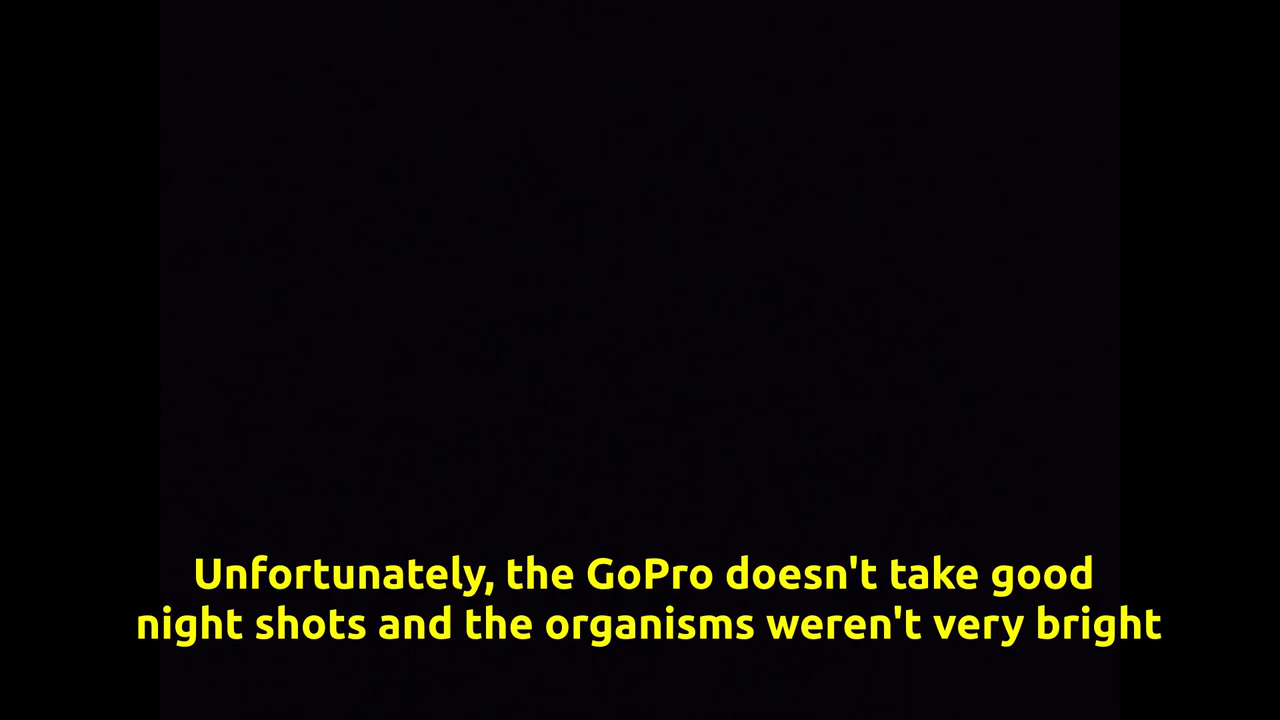 Unfortunately, the GoPro doesn't take good
night shots and the organisms weren't very bright